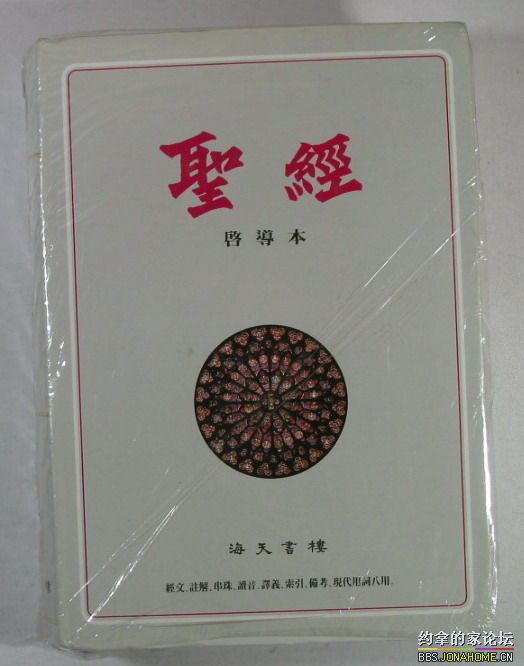 聖經
啓導本
海天書樓
經文、註解、串珠、讀音、譯義、索引、備考、現代用詞八用。
约拿的家论坛
BBS.JONAHOME.CN